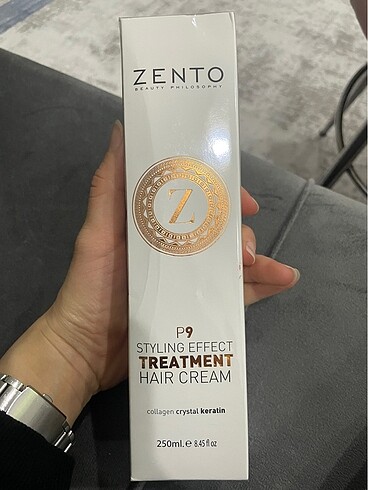 ZENTO
BEAUTY PHILOSOPHY
Z
P9
STYLING EFFECT
TREATMENT
HAIR CREAM
collagen crystal keratin
250ml. ℮ 8.45 fl oz